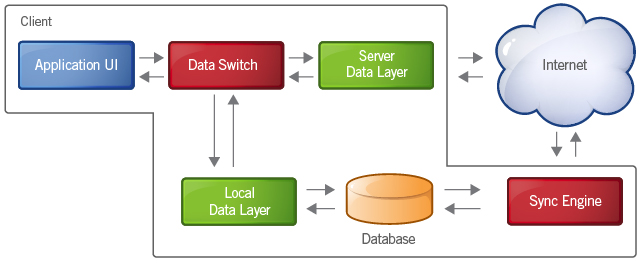 Client
Application UI
Data Switch
Server
Data Layer
Internet
Local
Data Layer
Database
Sync Engine